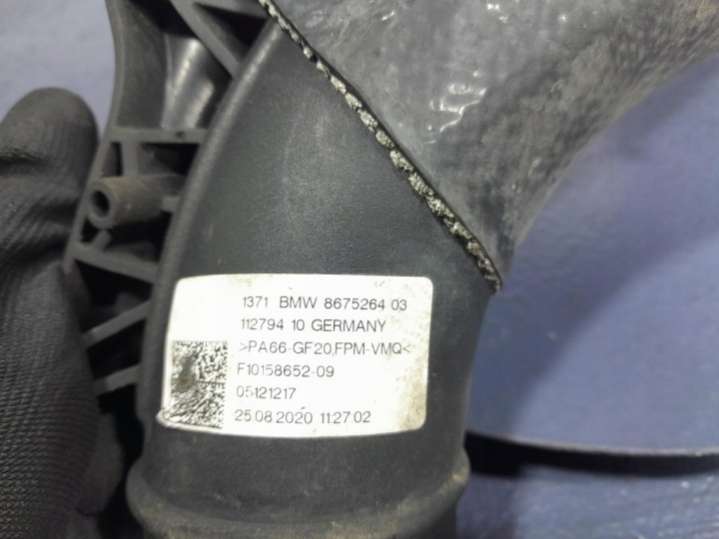 1371 BMW 8675264 03
112794 10 GERMANY
>PA66-GF20,FPM-VMQ<
F10158652-09
05121217
25.08.2020 11:27:02